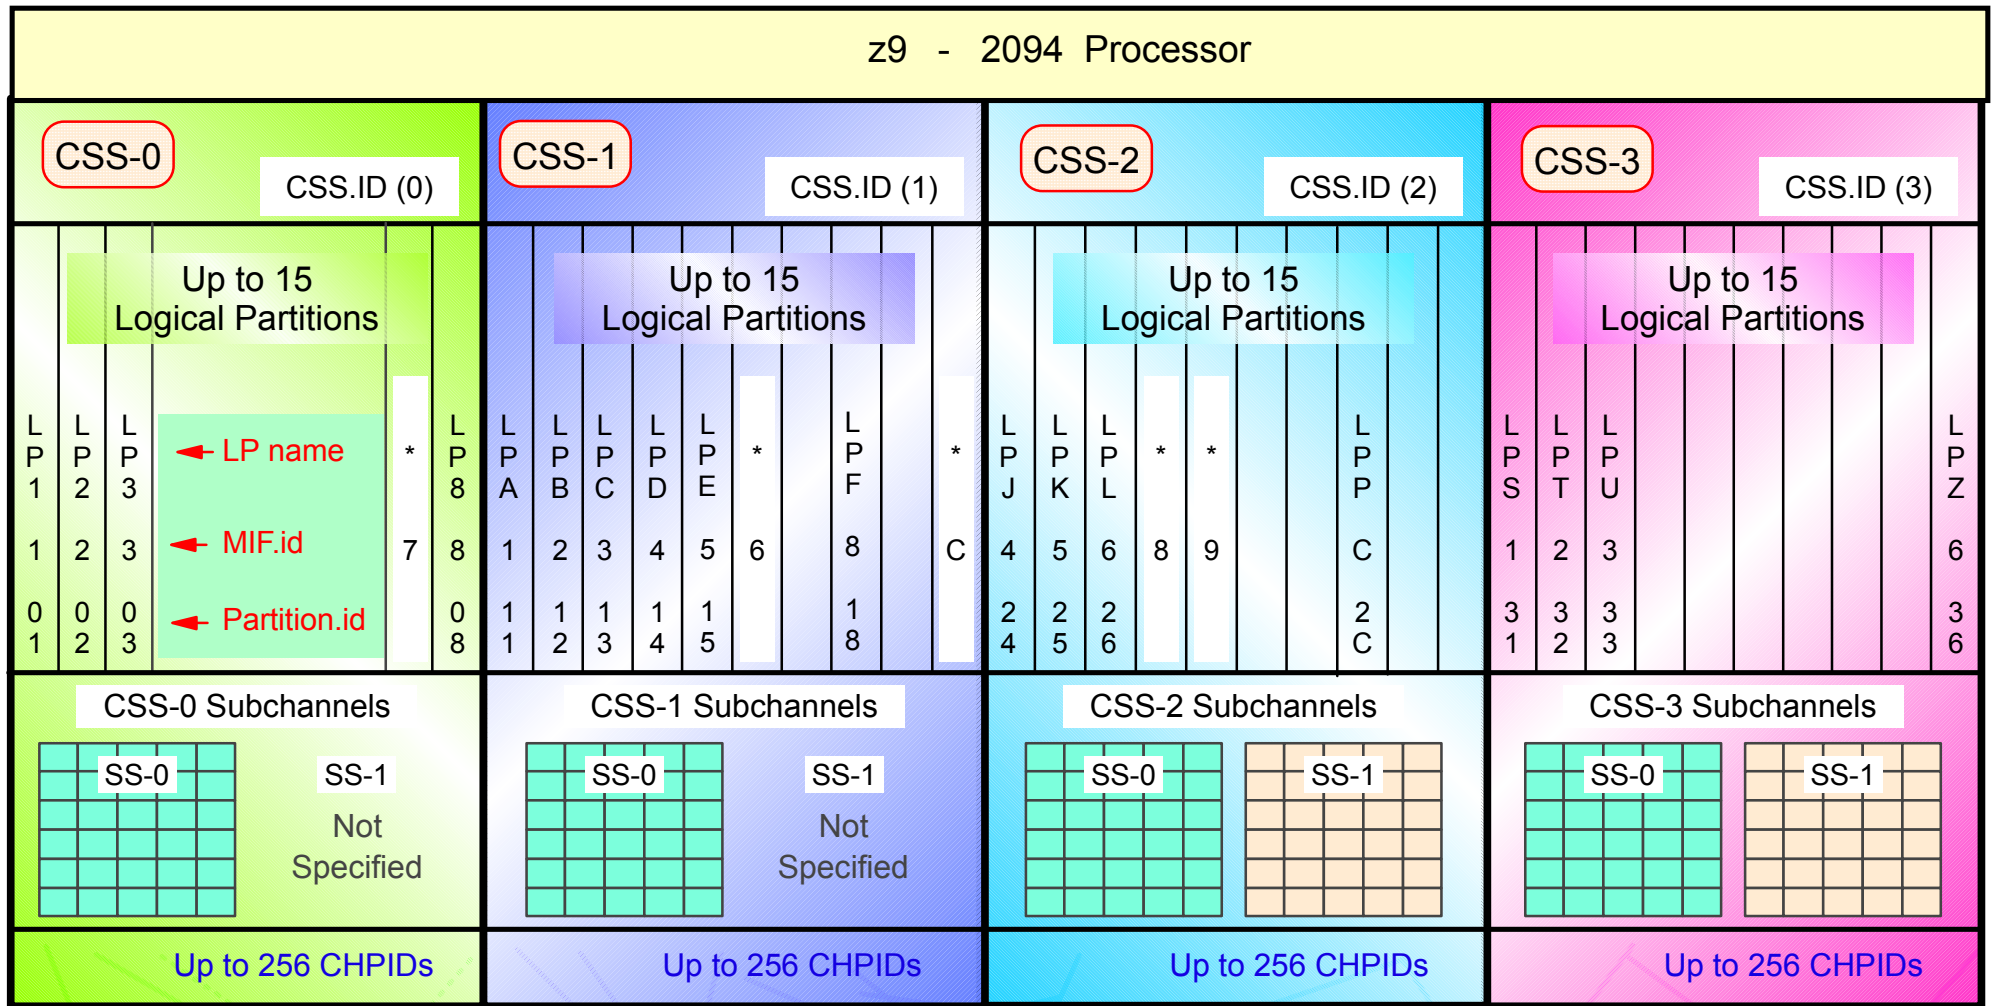 z9 - 2094 Processor
CSS-0
CSS.ID (0)
CSS-1
CSS.ID (1)
CSS-2
CSS.ID (2)
CSS-3
CSS.ID (3)
Up to 15
Logical Partitions
Up to 15
Logical Partitions
Up to 15
Logical Partitions
Up to 15
Logical Partitions
LP1 LP2 LP3 LP name * LP8
1 2 3 MIF.id 7 8
01 02 03 Partition.id 08
LPA LPB LPC LPD LPE * LPF *
1 2 3 4 5 6 8 C
11 12 13 14 15 18
LPJ LPK LPL * * LPP
4 5 6 8 9 C
24 25 26 2C
LPS LPT LPU LPZ
1 2 3 6
31 32 33 36
CSS-0 Subchannels
SS-0
SS-1
Not
Specified
CSS-1 Subchannels
SS-0
SS-1
Not
Specified
CSS-2 Subchannels
SS-0
SS-1
CSS-3 Subchannels
SS-0
SS-1
Up to 256 CHPIDs
Up to 256 CHPIDs
Up to 256 CHPIDs
Up to 256 CHPIDs